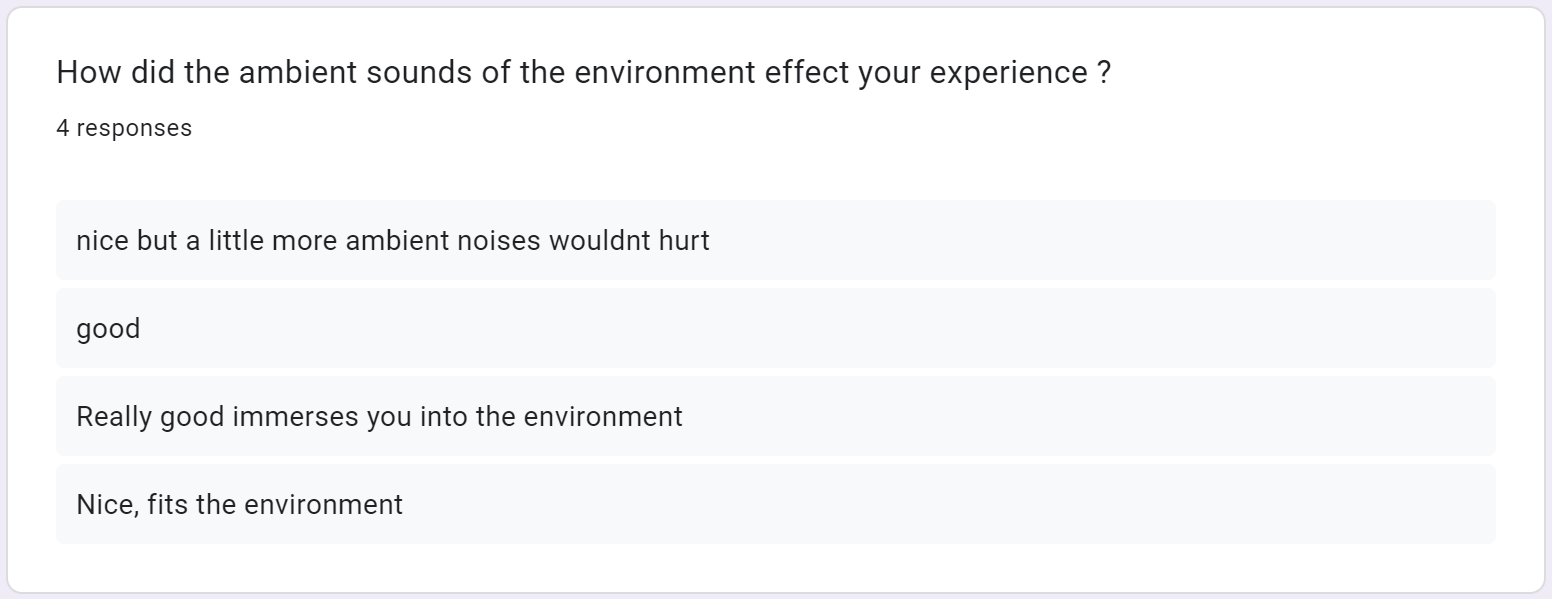 How did the ambient sounds of the environment effect your experience ?
4 responses
nice but a little more ambient noises wouldnt hurt
good
Really good immerses you into the environment
Nice, fits the environment